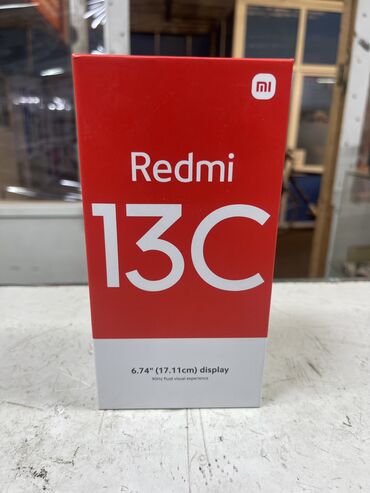 mi
Redmi
13C
6.74" (17.11cm) display
90Hz fluid visual experience